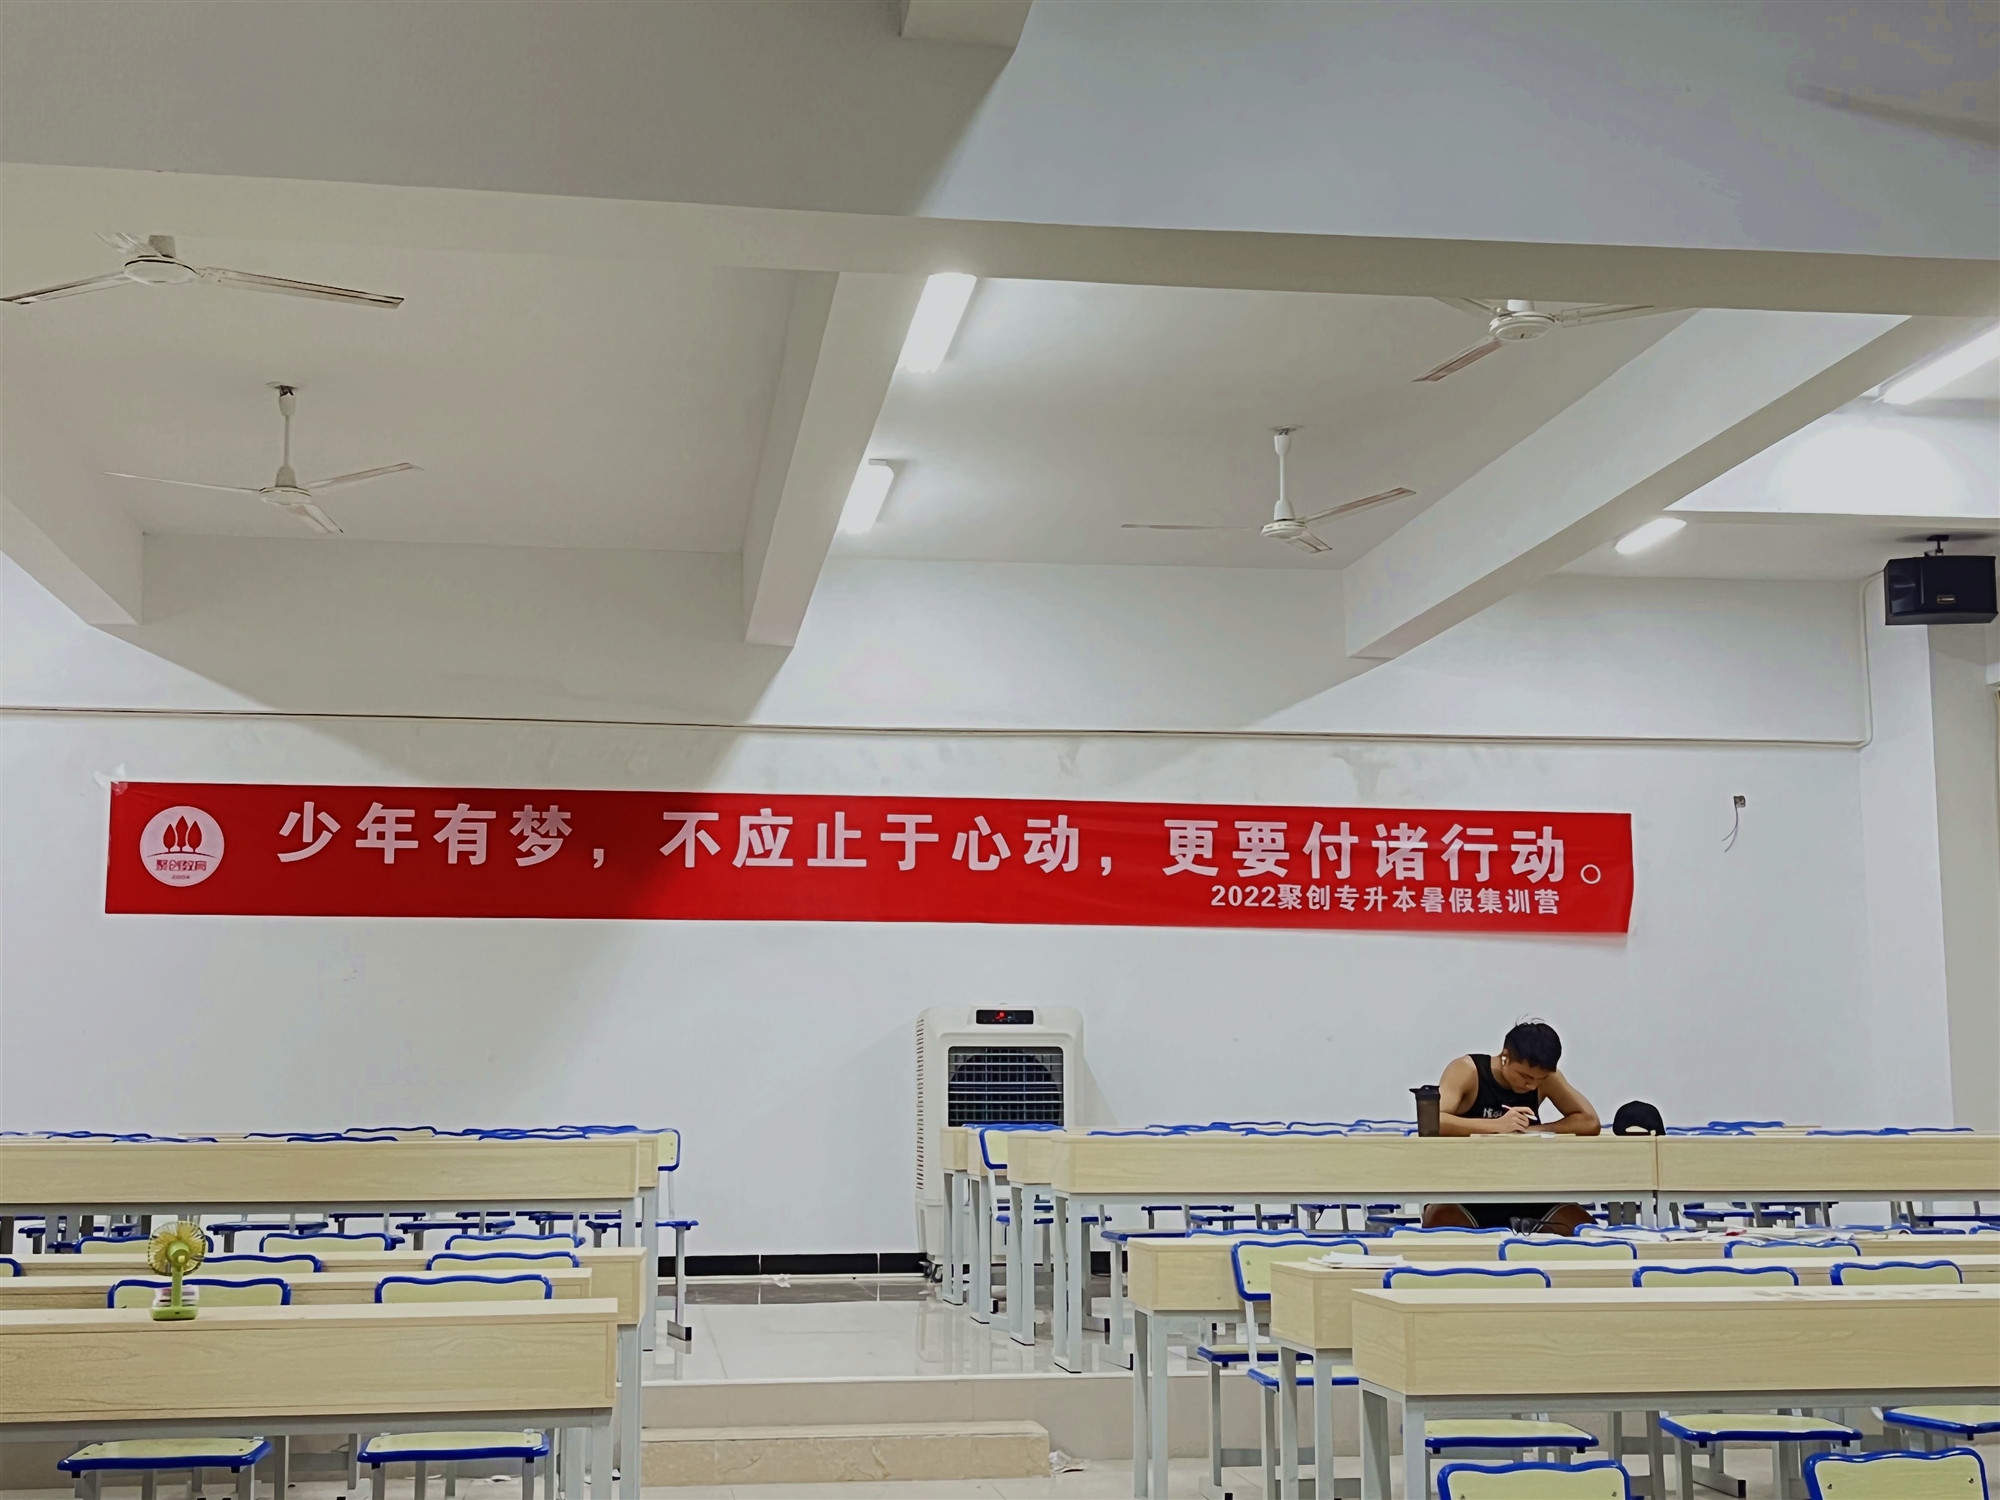 少年有梦，不应止于心动，更要付诸行动。
2022聚创专升本暑假集训营
聚创教育